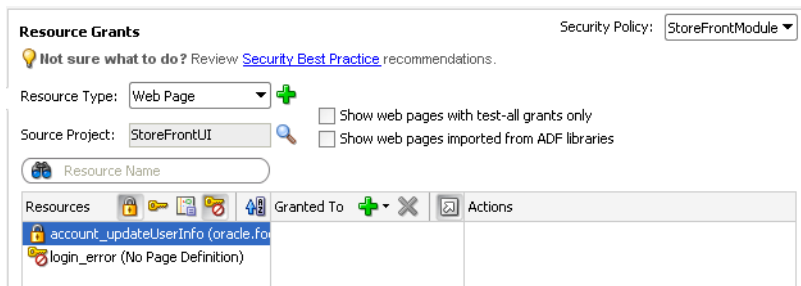 Resource Grants
Security Policy: StoreFrontModule
Not sure what to do? Review Security Best Practice recommendations.
Resource Type: Web Page
Show web pages with test-all grants only
Source Project: StoreFrontUI
Show web pages imported from ADF libraries
Resource Name
Resources Granted To Actions
account_updateUserInfo (oracle.fo
login_error (No Page Definition)